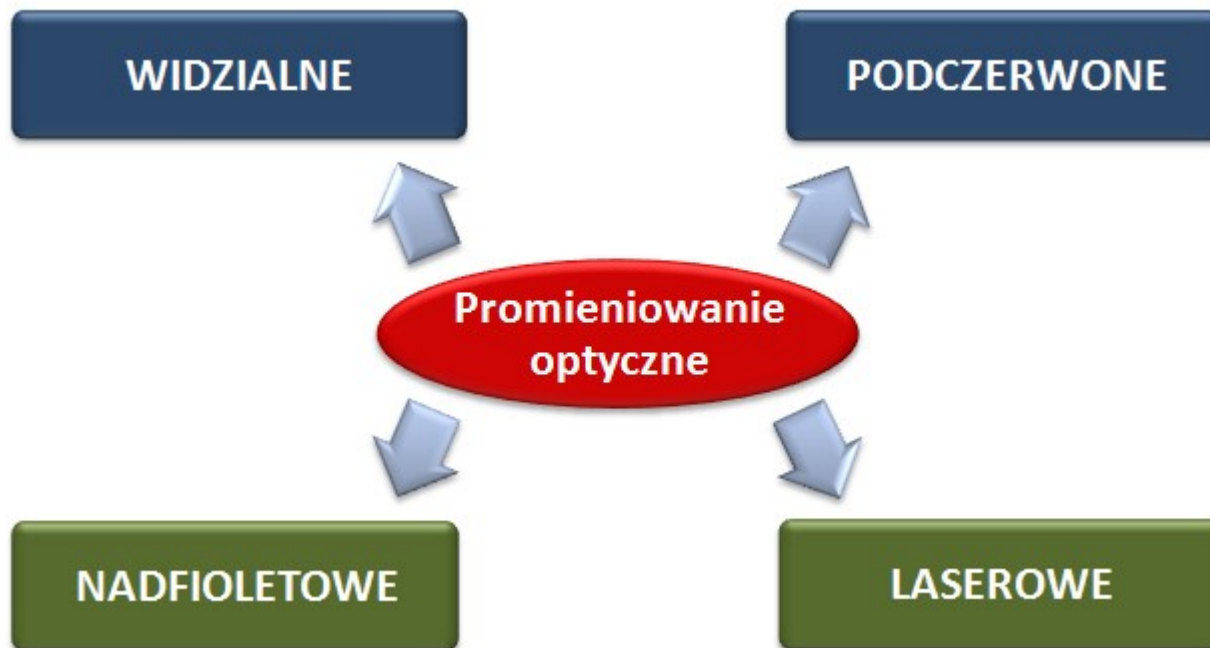 WIDZIALNE
PODCZERWONE
Promieniowanie
optyczne
NADFIOLETOWE
LASEROWE